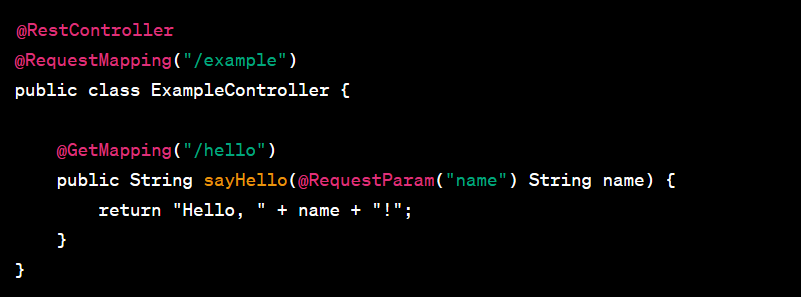 @RestController
@RequestMapping("/example")
public class ExampleController {
@GetMapping("/hello")
public String sayHello(@RequestParam("name") String name) {
return "Hello, " + name + "!";
}
}